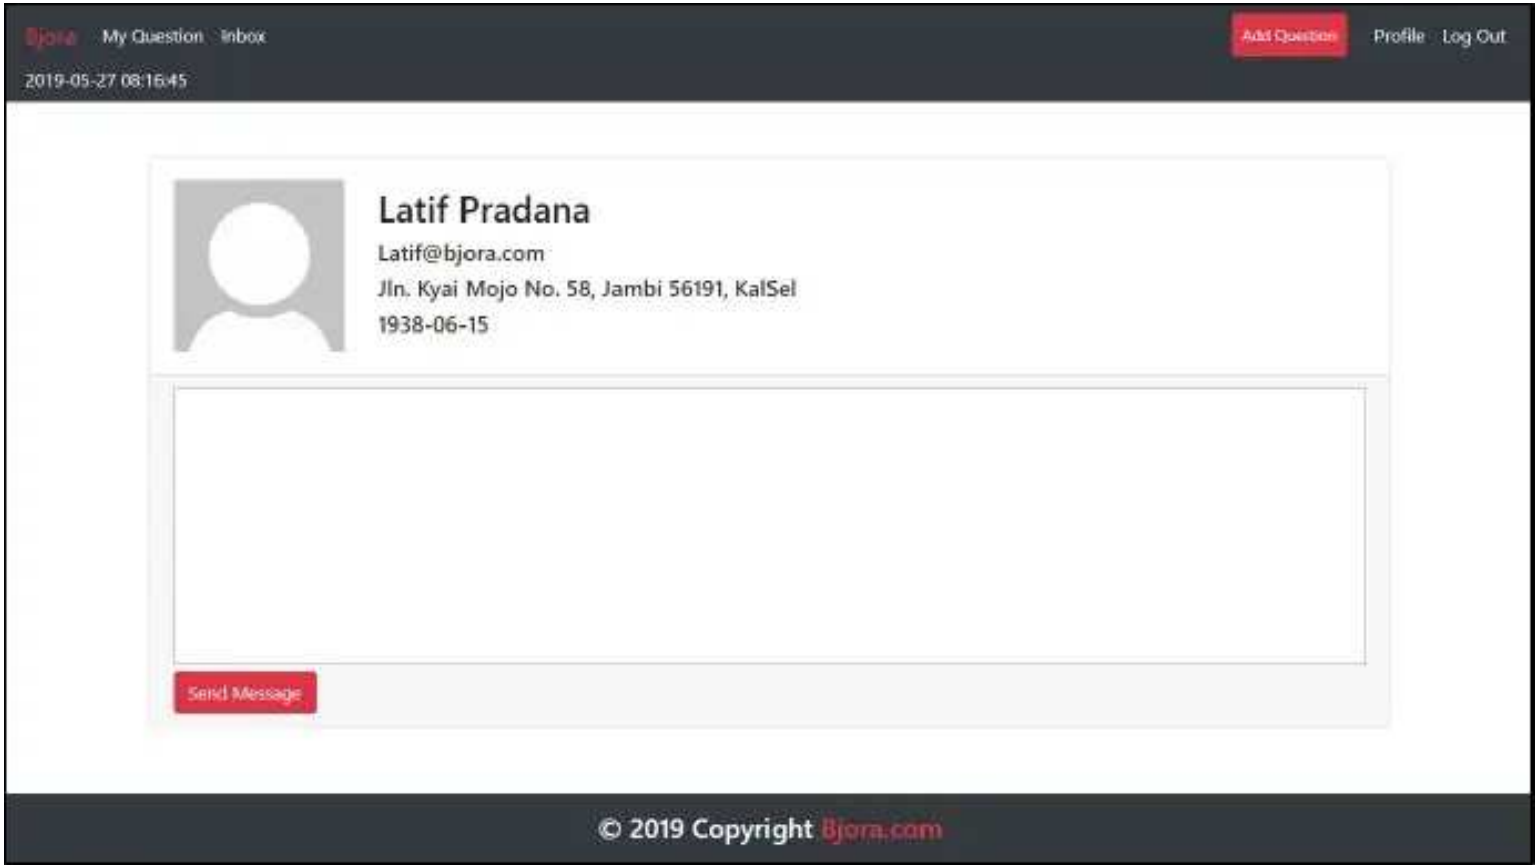 Bjora My Question Inbox Add Question Profile Log Out
2019-05-27 08:16:45
Latif Pradana
Latif@bjora.com
Jln. Kyai Mojo No. 58, Jambi 56191, KalSel
1938-06-15
Send Message
© 2019 Copyright Bjora.com